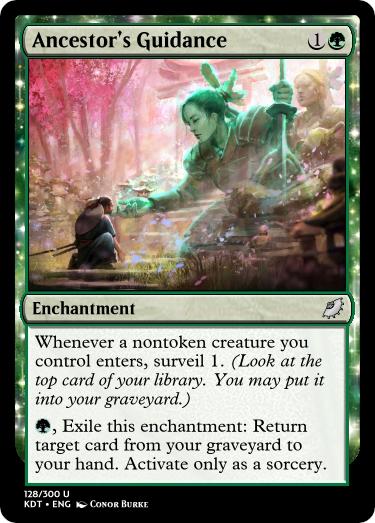 Ancestor's Guidance 1
Enchantment
Whenever a nontoken creature you
control enters, surveil 1. (Look at the
top card of your library. You may put it
into your graveyard.)
, Exile this enchantment: Return
target card from your graveyard to
your hand. Activate only as a sorcery.
128/300 U
KDT • ENG Conor Burke